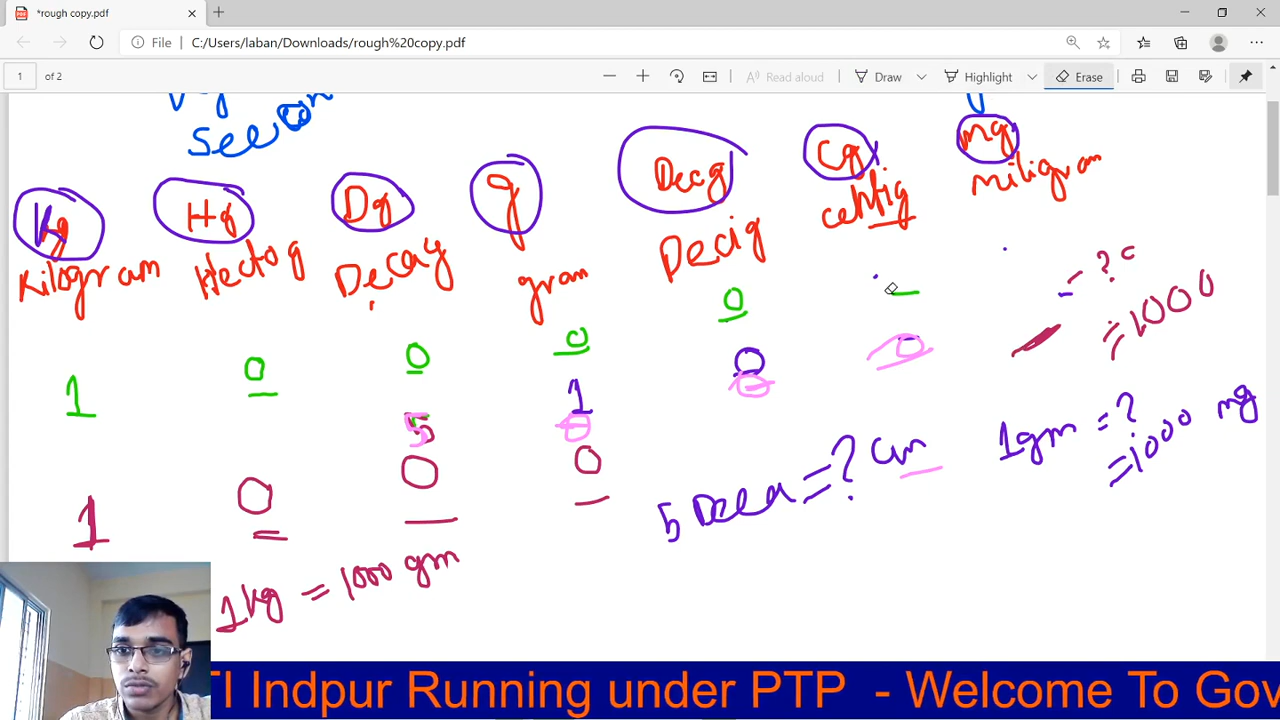 *rough copy.pdf
File C:/Users/laban/Downloads/rough%20copy.pdf
1 of 2 Read aloud Draw Highlight Erase
Kg Hg Dg g Decg Cg mg
Kilogram Hectog Decag gram Decig centig miligram
1 0 0 0 0 - ?
1 0 0 = 1000
5 0 0
1 0 0 0
5 Deca = ? Cm
1gm = ?
= 1000 mg
1kg = 1000 gm
TI Indpur Running under PTP - Welcome To Gov